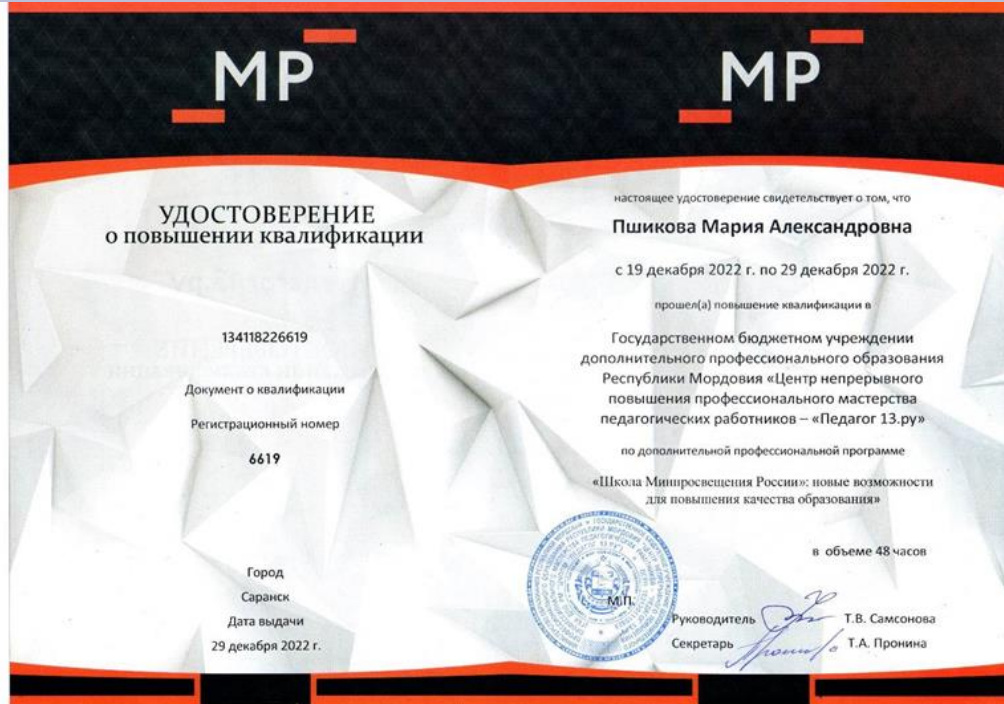 МР
УДОСТОВЕРЕНИЕ
о повышении квалификации
134118226619
Документ о квалификации
Регистрационный номер
6619
Город
Саранск
Дата выдачи
29 декабря 2022 г.
МР
настоящее удостоверение свидетельствует о том, что
Пшикова Мария Александровна
с 19 декабря 2022 г. по 29 декабря 2022 г.
прошел(а) повышение квалификации в
Государственном бюджетном учреждении
дополнительного профессионального образования
Республики Мордовия «Центр непрерывного
повышения профессионального мастерства
педагогических работников – «Педагог 13.ру»
по дополнительной профессиональной программе
«Школа Минпросвещения России»: новые возможности
для повышения качества образования»
в объеме 48 часов
М.П.
Руководитель Т.В. Самсонова
Секретарь Т.А. Пронина